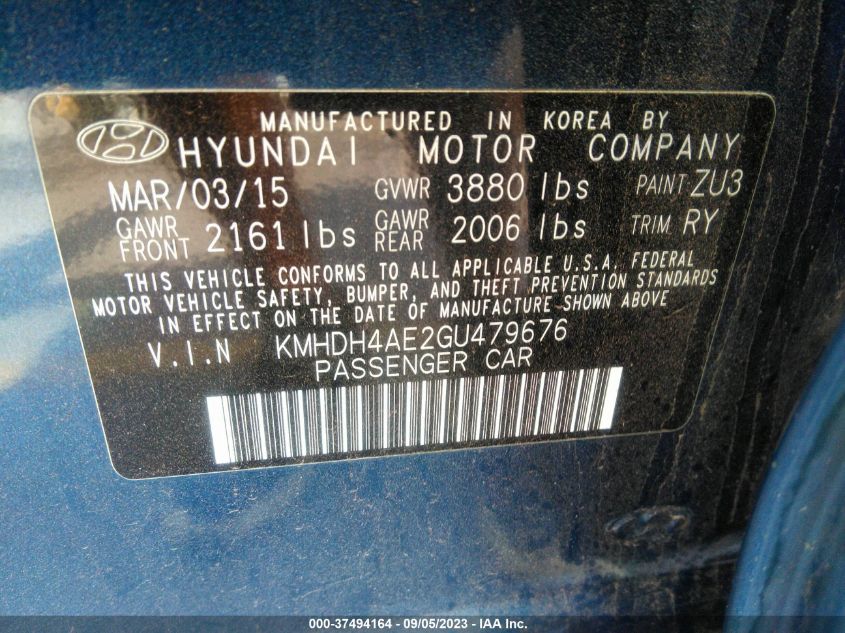 MANUFACTURED IN KOREA BY
HYUNDAI MOTOR COMPANY
MAR/03/15 GVWR 3880 lbs PAINT ZU3
GAWR FRONT 2161 lbs GAWR REAR 2006 lbs TRIM RY
THIS VEHICLE CONFORMS TO ALL APPLICABLE U.S.A. FEDERAL
MOTOR VEHICLE SAFETY, BUMPER, AND THEFT PREVENTION STANDARDS
IN EFFECT ON THE DATE OF MANUFACTURE SHOWN ABOVE
V.I.N KMHDH4AE2GU479676
PASSENGER CAR
000-37494164 - 09/05/2023 - IAA Inc.